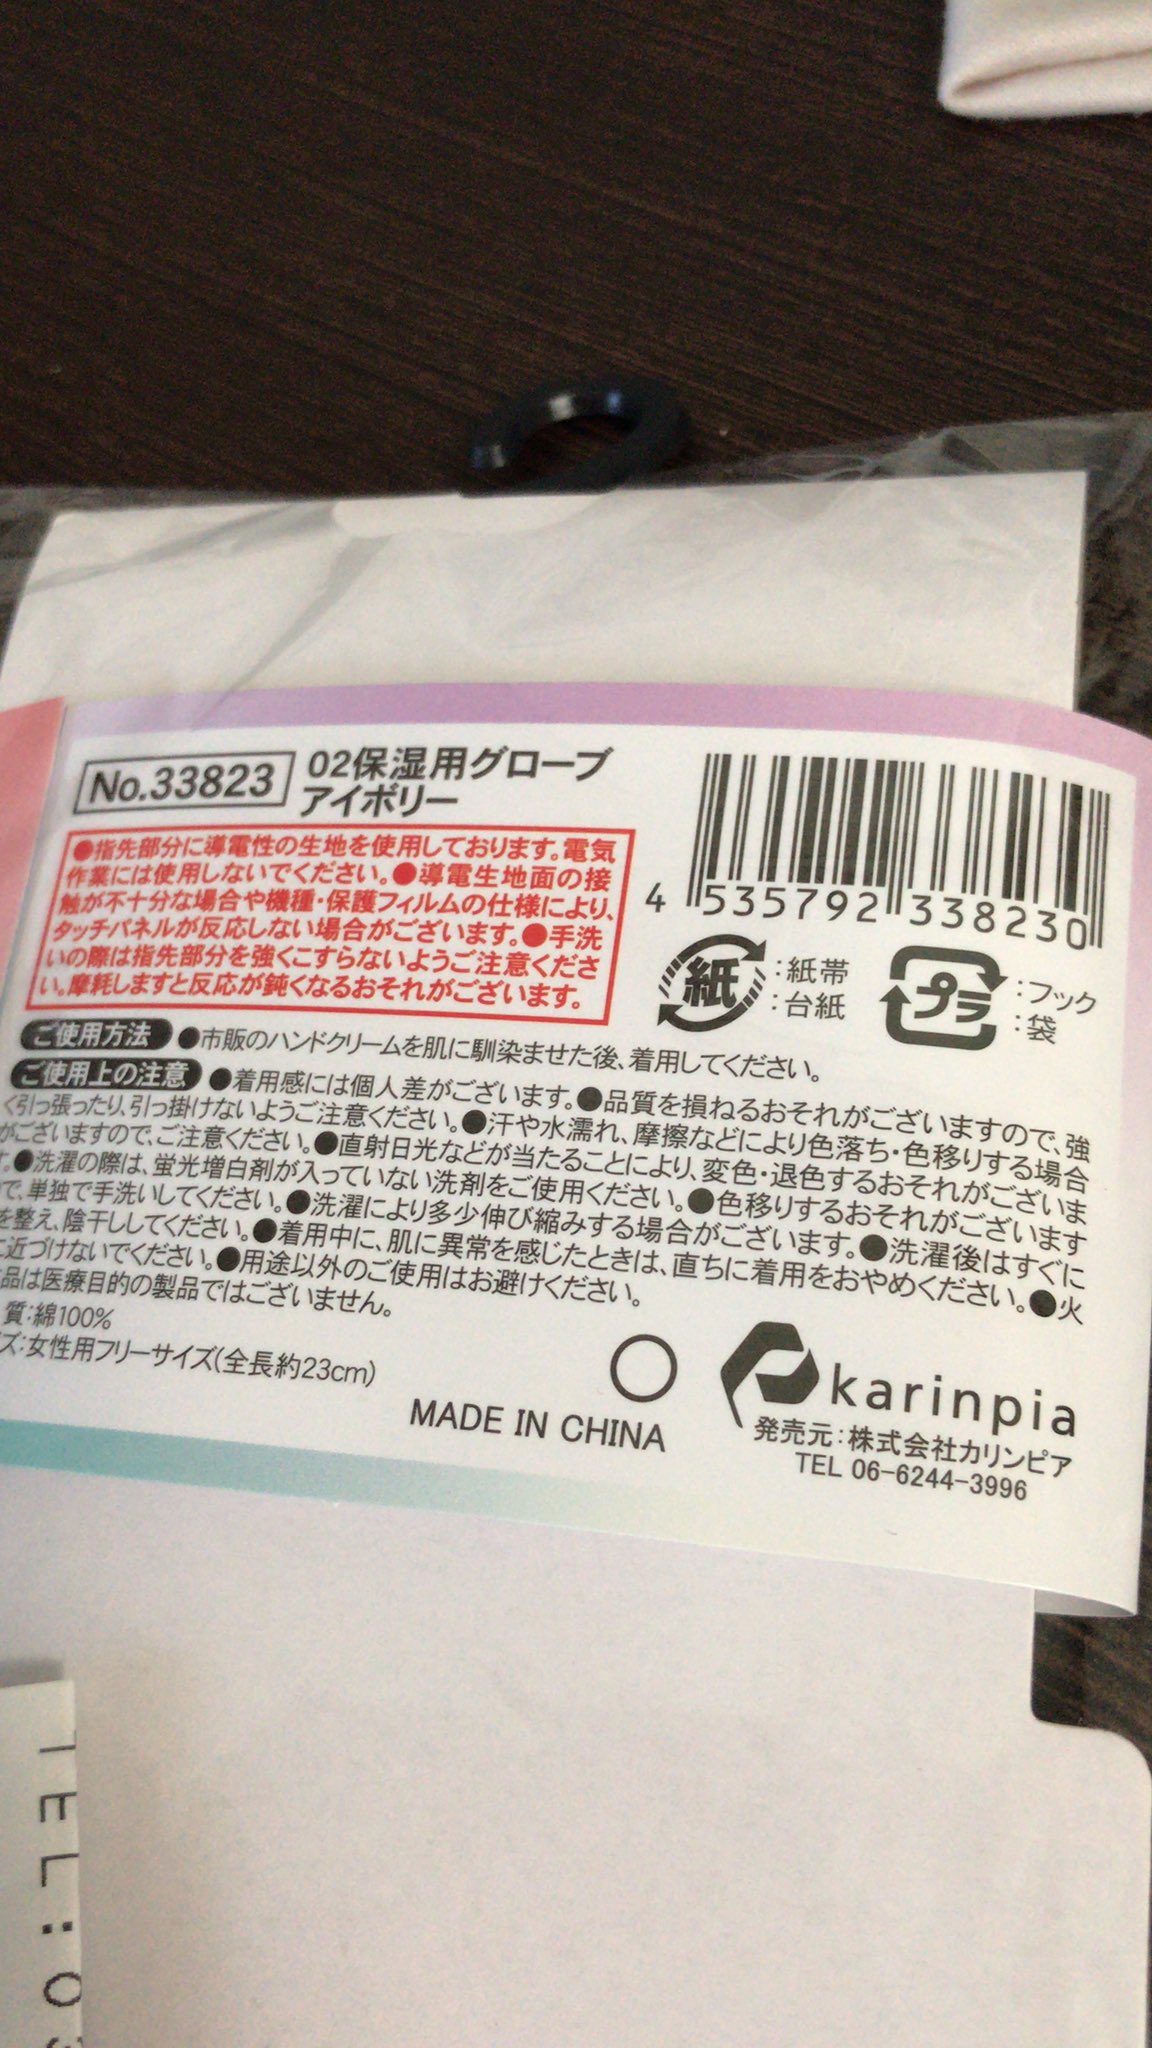 No.33823
02保湿用グローブ
アイボリー
●指先部分に導電性の生地を使用しております。電気
作業には使用しないでください。●導電生地面の接
触が不十分な場合や機種・保護フィルムの仕様により、
タッチパネルが反応しない場合がございます。●手洗
いの際は指先部分を強くこすらないようご注意くださ
い。摩耗しますと反応が鈍くなるおそれがございます。
4 535792 338230
紙 :紙帯
:台紙
プラ :フック
:袋
ご使用方法 ●市販のハンドクリームを肌に馴染ませた後、着用してください。
ご使用上の注意 ●着用感には個人差がございます。●品質を損ねるおそれがございますので、強
く引っ張ったり、引っ掛けないようご注意ください。●汗や水濡れ、摩擦などにより色落ち・色移りする場合
がございますので、ご注意ください。●直射日光などが当たることにより、変色・退色するおそれがございま
す。●洗濯の際は、蛍光増白剤が入っていない洗剤をご使用ください。●色移りするおそれがございます
で、単独で手洗いしてください。●洗濯により多少伸び縮みする場合がございます。●洗濯後はすぐに
を整え、陰干ししてください。●着用中に、肌に異常を感じたときは、直ちに着用をおやめください。●火
に近づけないでください。●用途以外のご使用はお避けください。
品は医療目的の製品ではございません。
質:綿100%
ズ:女性用フリーサイズ(全長約23cm)
MADE IN CHINA
karinpia
発売元:株式会社カリンピア
TEL 06-6244-3996
TEL:03